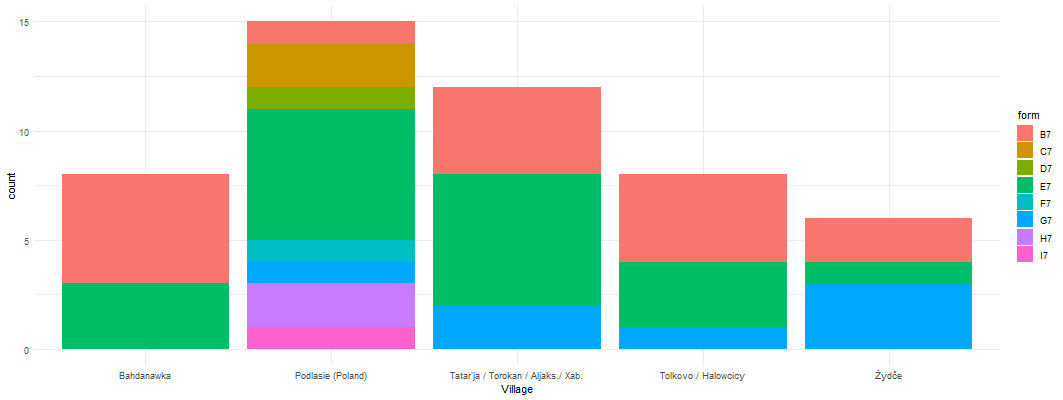 15
10
5
0
count
Bahdanawka
Podlasie (Poland)
Tatar'ja / Torokan / Aljaks./ Xab.
Tolkovo / Halowcicy
Žydče
Village
form
B7
C7
D7
E7
F7
G7
H7
I7